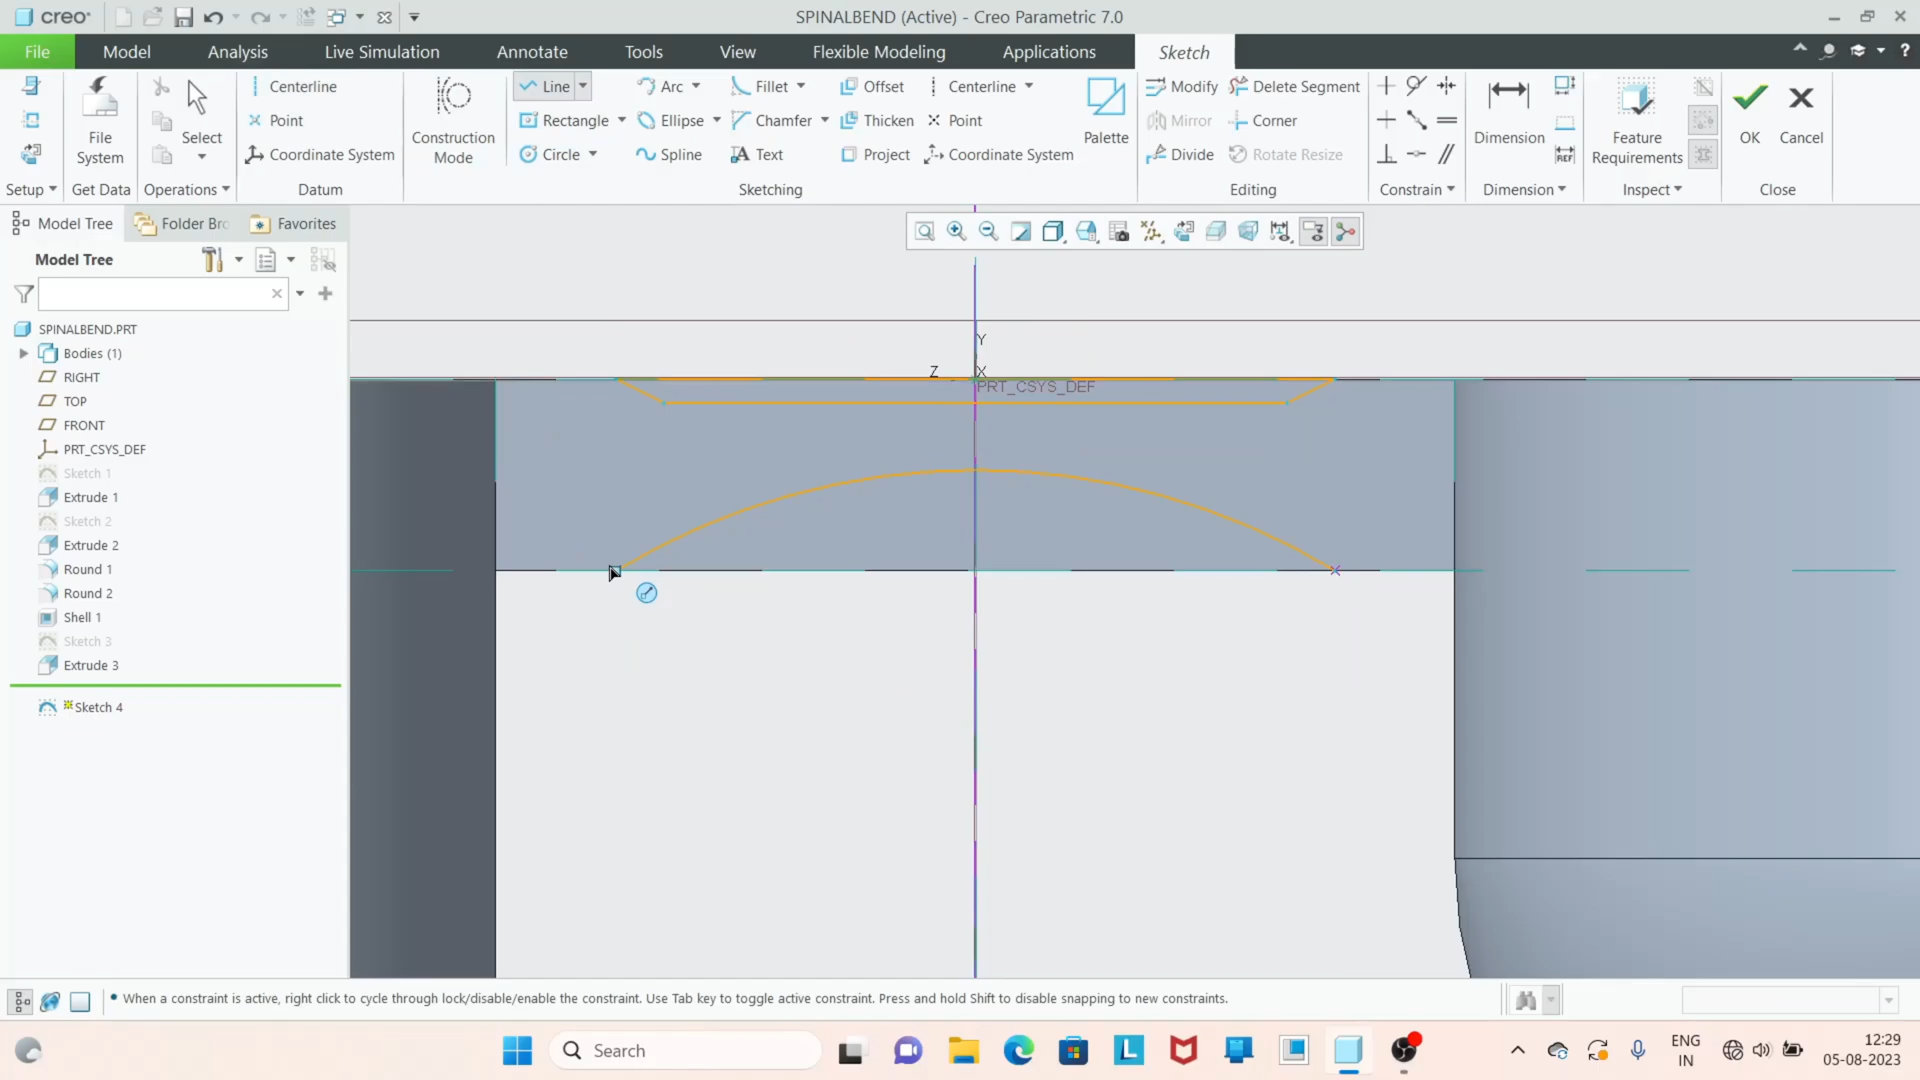 creo
SPINALBEND (Active) - Creo Parametric 7.0
File Model Analysis Live Simulation Annotate Tools View Flexible Modeling Applications Sketch
Centerline Line Arc Fillet Offset Centerline Modify Delete Segment
Point Rectangle Ellipse Chamfer Thicken Point Mirror Corner
Coordinate System Circle Spline Text Project Coordinate System Divide Rotate Resize
File System Select Construction Mode Palette Dimension Feature Requirements OK Cancel
REF
Setup Get Data Operations Datum Sketching Editing Constrain Dimension Inspect Close
Model Tree Folder Bro Favorites
Model Tree
SPINALBEND.PRT
Bodies (1)
RIGHT
TOP
FRONT
PRT_CSYS_DEF
Sketch 1
Extrude 1
Sketch 2
Extrude 2
Round 1
Round 2
Shell 1
Sketch 3
Extrude 3
Sketch 4
Y
Z X
PRT_CSYS_DEF
When a constraint is active, right click to cycle through lock/disable/enable the constraint. Use Tab key to toggle active constraint. Press and hold Shift to disable snapping to new constraints.
Search
L
ENG
IN
12:29
05-08-2023